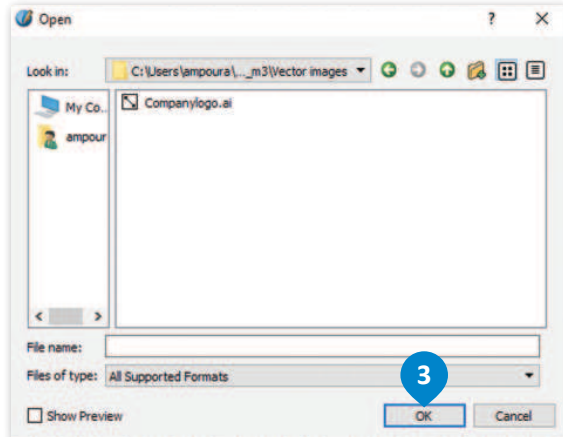 Open ? ×
Look in: C:\Users\ampoura\..._m3\Vector images
My Co..
Companylogo.ai
ampour
File name:
Files of type: All Supported Formats
3
Show Preview OK Cancel